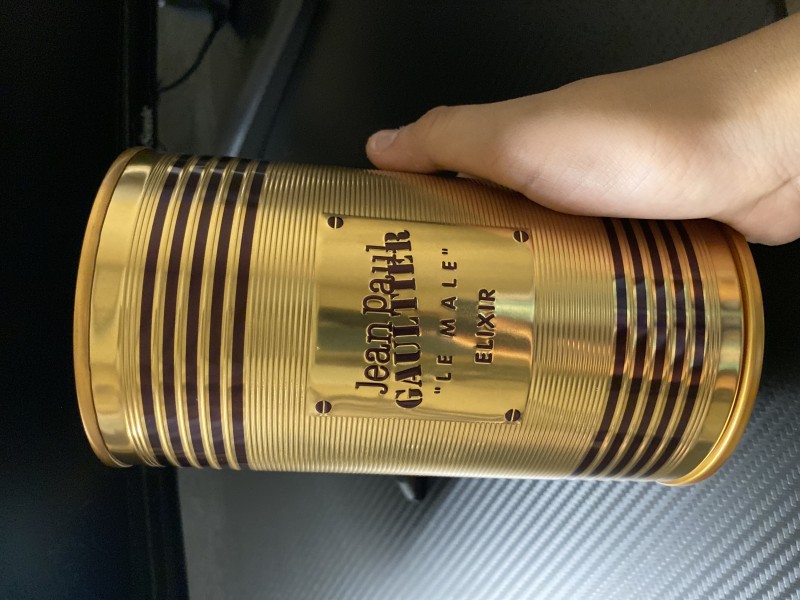 Jean Paul
GAULTIER
"LE MALE"
ELIXIR